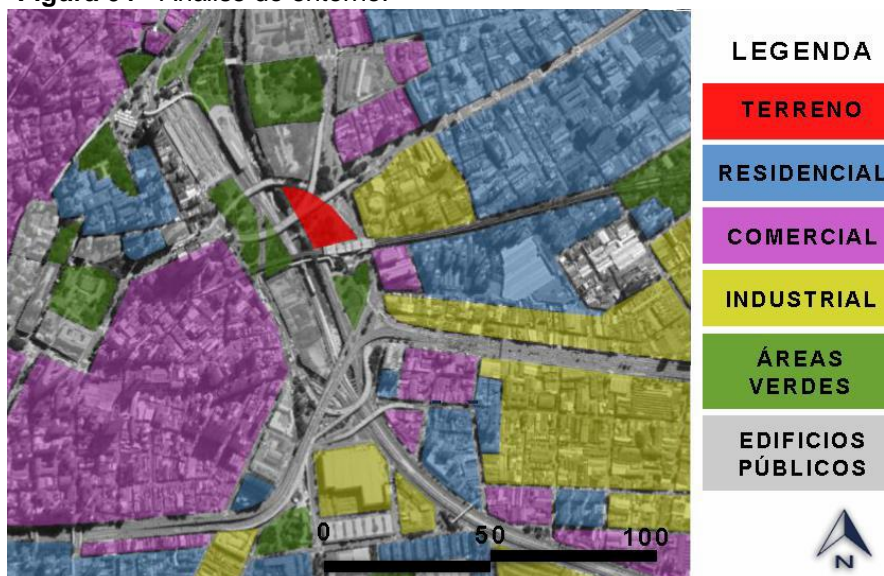 LEGENDA
TERRENO
RESIDENCIAL
COMERCIAL
INDUSTRIAL
ÁREAS
VERDES
EDIFICIOS
PÚBLICOS
0 50 100
N